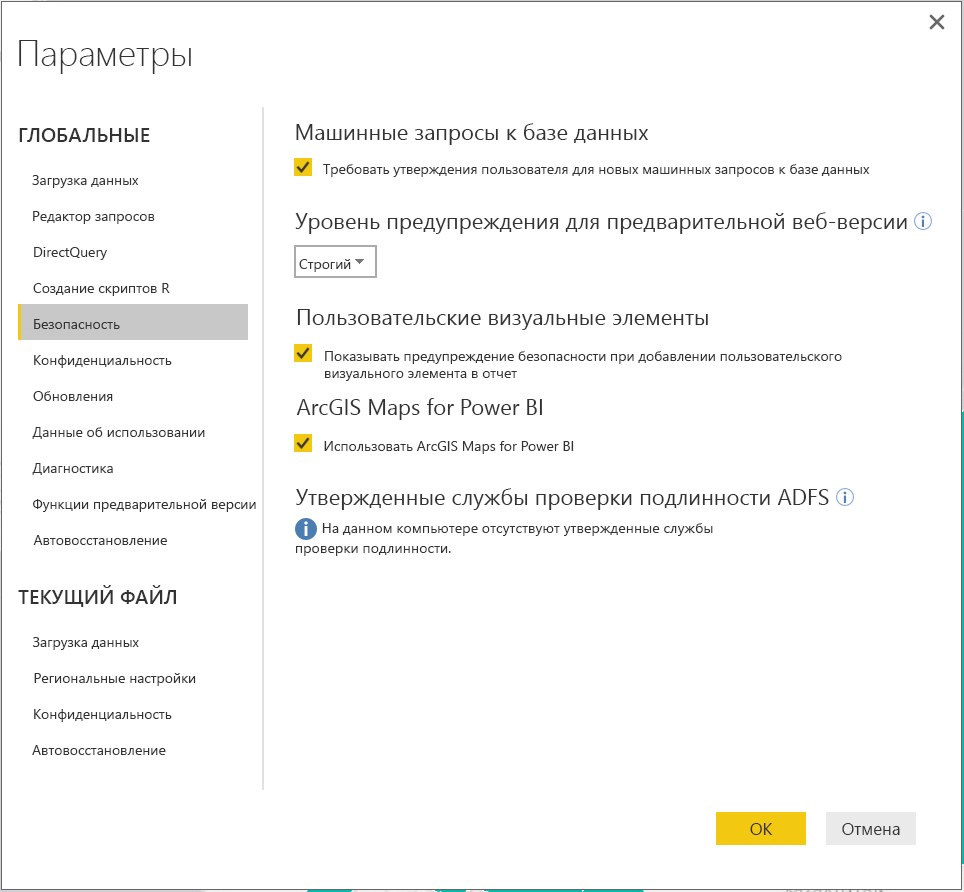 Параметры
ГЛОБАЛЬНЫЕ
Загрузка данных
Редактор запросов
DirectQuery
Создание скриптов R
Безопасность
Конфиденциальность
Обновления
Данные об использовании
Диагностика
Функции предварительной версии
Автовосстановление
ТЕКУЩИЙ ФАЙЛ
Загрузка данных
Региональные настройки
Конфиденциальность
Автовосстановление
Машинные запросы к базе данных
Требовать утверждения пользователя для новых машинных запросов к базе данных
Уровень предупреждения для предварительной веб-версии
Строгий
Пользовательские визуальные элементы
Показывать предупреждение безопасности при добавлении пользовательского
визуального элемента в отчет
ArcGIS Maps for Power BI
Использовать ArcGIS Maps for Power BI
Утвержденные службы проверки подлинности ADFS
На данном компьютере отсутствуют утвержденные службы
проверки подлинности.
ОК
Отмена